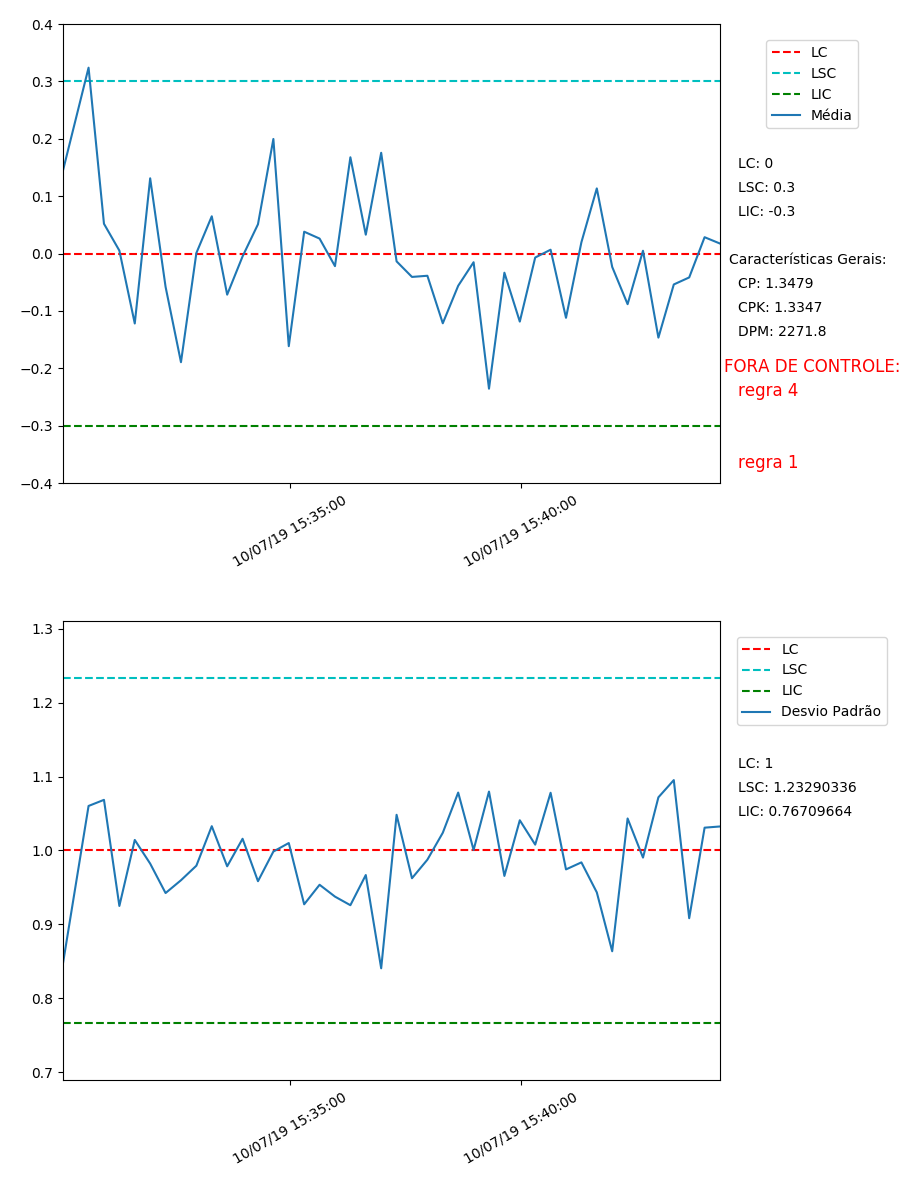 0.4
0.3
0.2
0.1
0.0
−0.1
−0.2
−0.3
−0.4
10/07/19 15:35:00
10/07/19 15:40:00
LC
LSC
LIC
Média
LC: 0
LSC: 0.3
LIC: -0.3
Características Gerais:
CP: 1.3479
CPK: 1.3347
DPM: 2271.8
FORA DE CONTROLE:
regra 4
regra 1
1.3
1.2
1.1
1.0
0.9
0.8
0.7
10/07/19 15:35:00
10/07/19 15:40:00
LC
LSC
LIC
Desvio Padrão
LC: 1
LSC: 1.23290336
LIC: 0.76709664